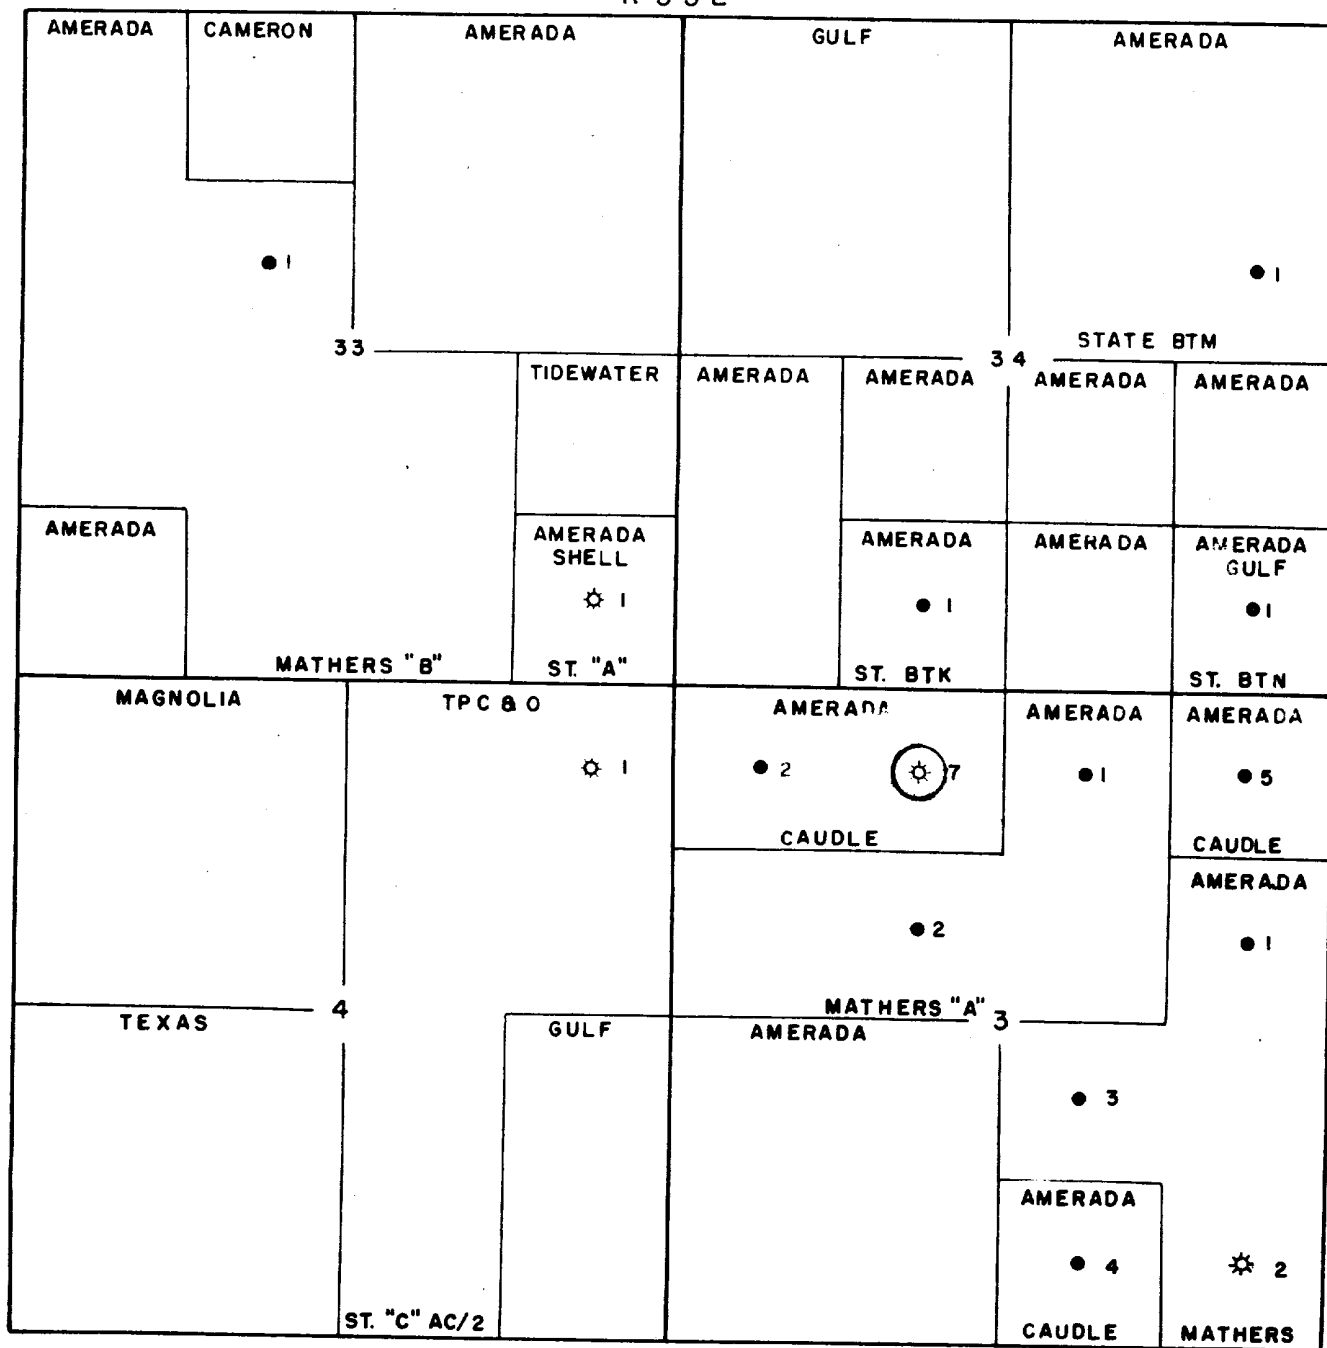 AMERADA CAMERON AMERADA GULF AMERADA
1 1
STATE BTM
33 34
TIDEWATER AMERADA AMERADA AMERADA AMERADA
AMERADA AMERADA SHELL AMERADA AMERADA AMERADA GULF
1 1 1
MATHERS "B" ST. "A" ST. BTK ST. BTN
MAGNOLIA TPC & O AMERADA AMERADA AMERADA
1 2 7 1 5
CAUDLE CAUDLE
AMERADA
2 1
MATHERS "A"
4 3
TEXAS GULF AMERADA
3
AMERADA
4 2
ST. "C" AC/2 CAUDLE MATHERS